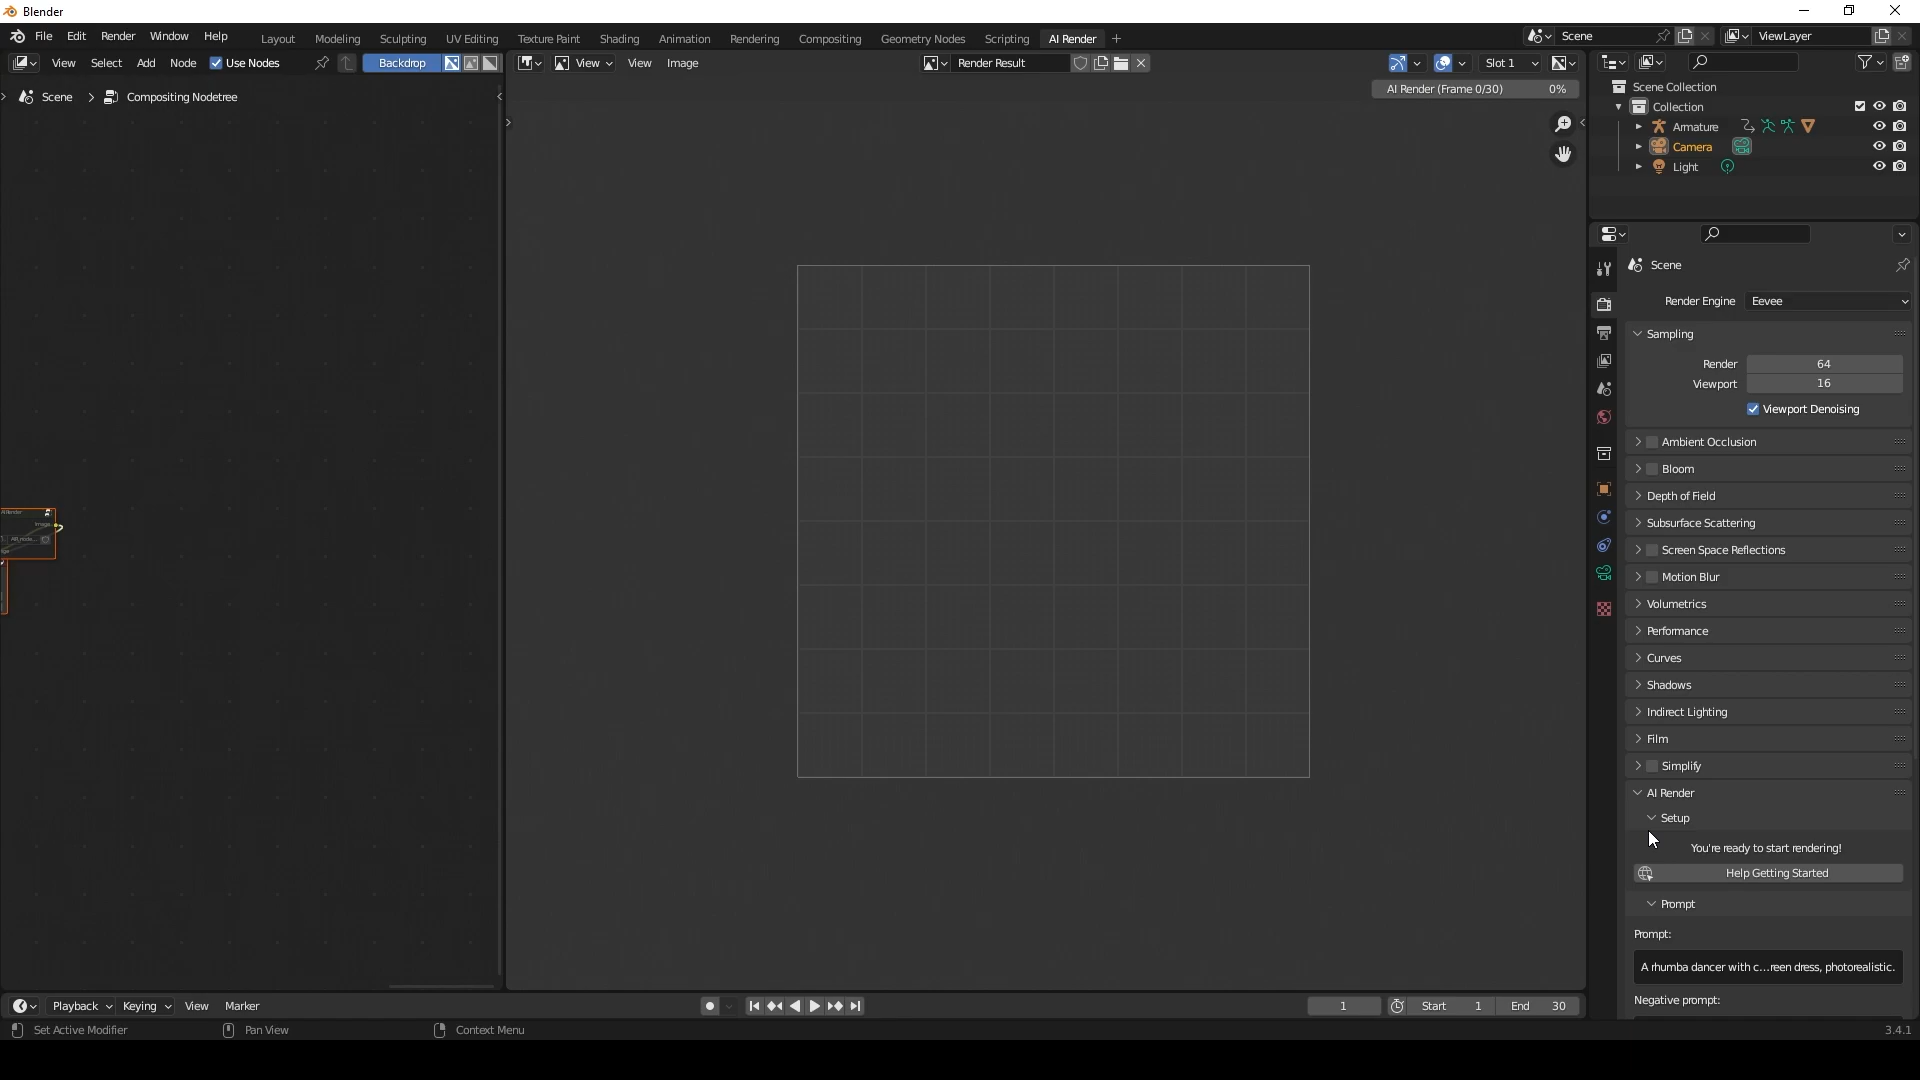 Blender
File Edit Render Window Help Layout Modeling Sculpting UV Editing Texture Paint Shading Animation Rendering Compositing Geometry Nodes Scripting AI Render Scene ViewLayer
View Select Add Node Use Nodes Backdrop View View Image Render Result Slot 1
Scene > Compositing Nodetree
AI Render (Frame 0/30) 0%
Scene Collection
Collection
Armature
Camera
Light
Scene
Render Engine Eevee
Sampling
Render 64
Viewport 16
Viewport Denoising
Ambient Occlusion
Bloom
Depth of Field
Subsurface Scattering
Screen Space Reflections
Motion Blur
Volumetrics
Performance
Curves
Shadows
Indirect Lighting
Film
Simplify
AI Render
Setup
You're ready to start rendering!
Help Getting Started
Prompt
Prompt:
A rhumba dancer with c...reen dress, photorealistic.
Negative prompt:
AI Render
Image
Playback Keying View Marker 1 Start 1 End 30
Set Active Modifier Pan View Context Menu 3.4.1